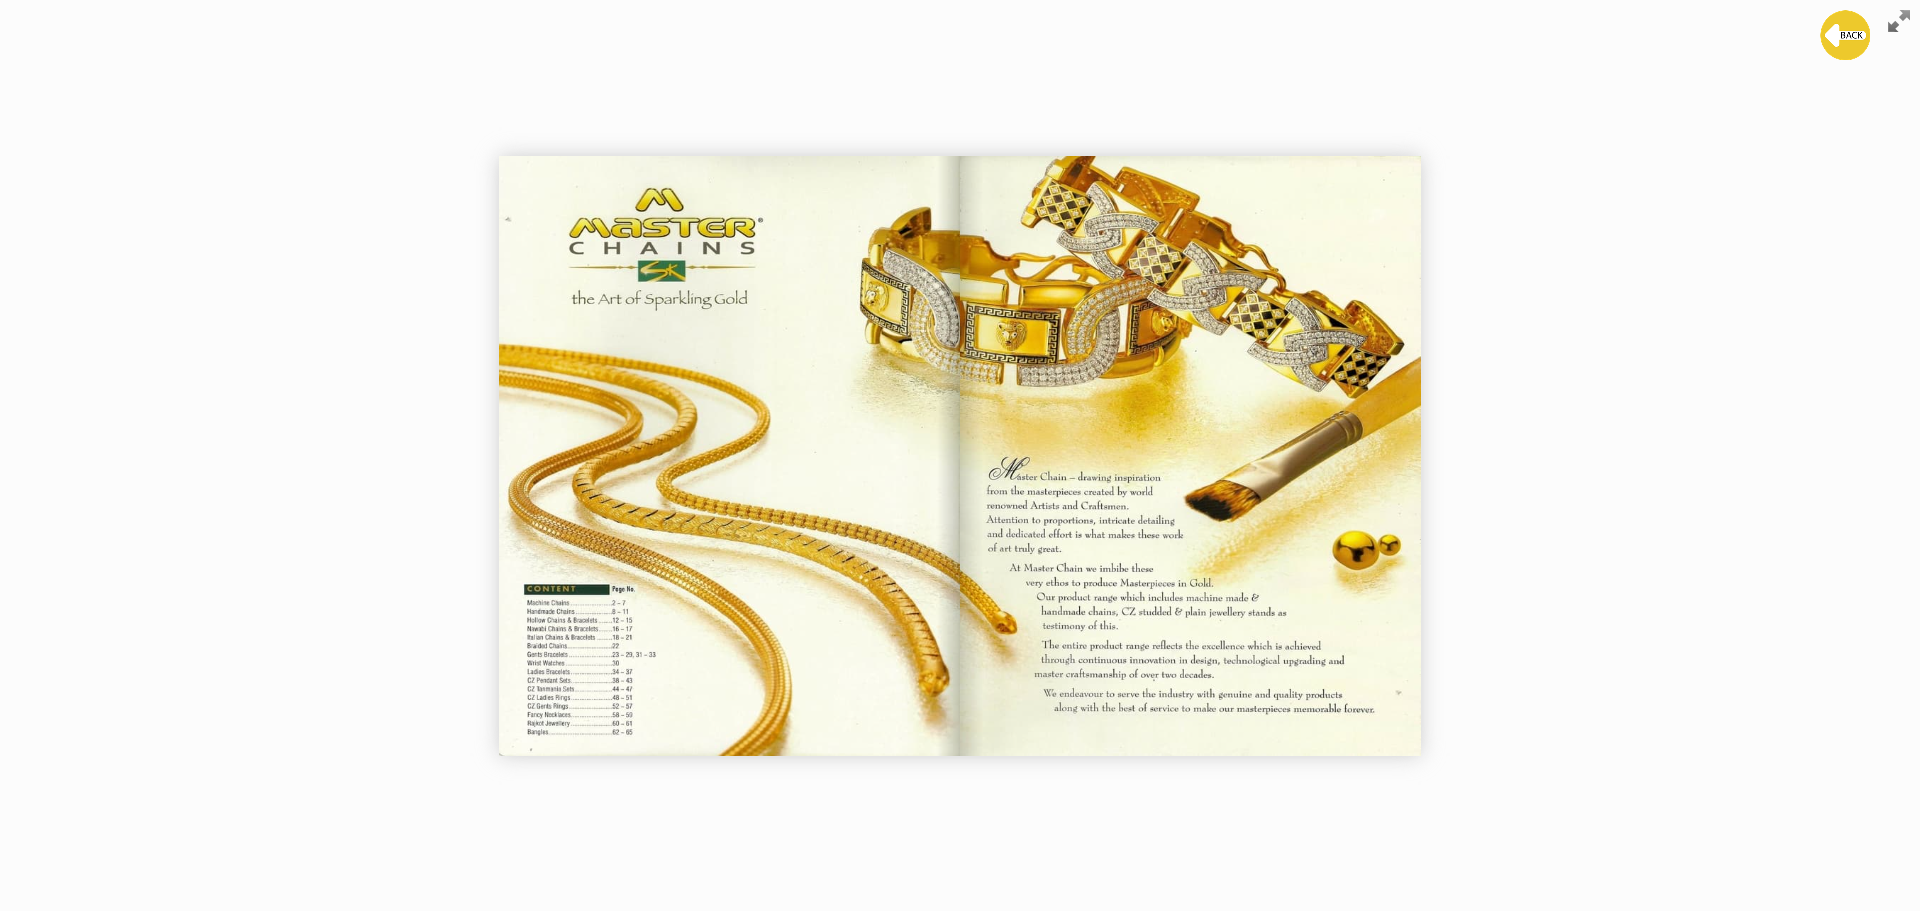 BACK
M
MASTER®
CHAINS
SK
the Art of Sparkling Gold
CONTENT Page No.
Machine Chains......................2 – 7
Handmade Chains...................8 – 11
Hollow Chains & Bracelets.......12 – 15
Nawabi Chains & Bracelets.......16 – 17
Italian Chains & Bracelets........18 – 21
Braided Chains.......................22
Gents Bracelets......................23 – 29, 31 – 33
Wrist Watches........................30
Ladies Bracelets.....................34 – 37
CZ Pendant Sets.....................38 – 43
CZ Tanmania Sets...................44 – 47
CZ Ladies Rings......................48 – 51
CZ Gents Rings.......................52 – 57
Fancy Necklaces.....................58 – 59
Rajkot Jewellery......................60 – 61
Bangles.................................62 – 65
Master Chain – drawing inspiration
from the masterpieces created by world
renowned Artists and Craftsmen.
Attention to proportions, intricate detailing
and dedicated effort is what makes these work
of art truly great.
At Master Chain we imbibe these
very ethos to produce Masterpieces in Gold.
Our product range which includes machine made &
handmade chains, CZ studded & plain jewellery stands as
testimony of this.
The entire product range reflects the excellence which is achieved
through continuous innovation in design, technological upgrading and
master craftsmanship of over two decades.
We endeavour to serve the industry with genuine and quality products
along with the best of service to make our masterpieces memorable forever.